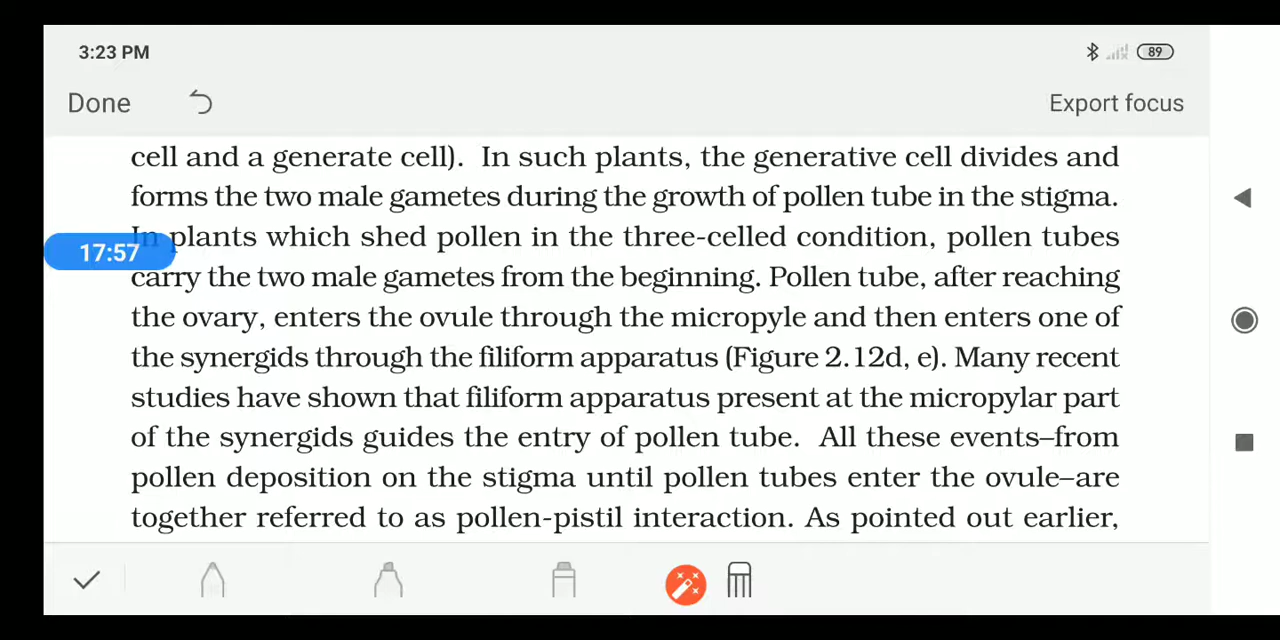 3:23 PM
89
Done
Export focus
cell and a generate cell). In such plants, the generative cell divides and
forms the two male gametes during the growth of pollen tube in the stigma.
In plants which shed pollen in the three-celled condition, pollen tubes
17:57
carry the two male gametes from the beginning. Pollen tube, after reaching
the ovary, enters the ovule through the micropyle and then enters one of
the synergids through the filiform apparatus (Figure 2.12d, e). Many recent
studies have shown that filiform apparatus present at the micropylar part
of the synergids guides the entry of pollen tube. All these events–from
pollen deposition on the stigma until pollen tubes enter the ovule–are
together referred to as pollen-pistil interaction. As pointed out earlier,